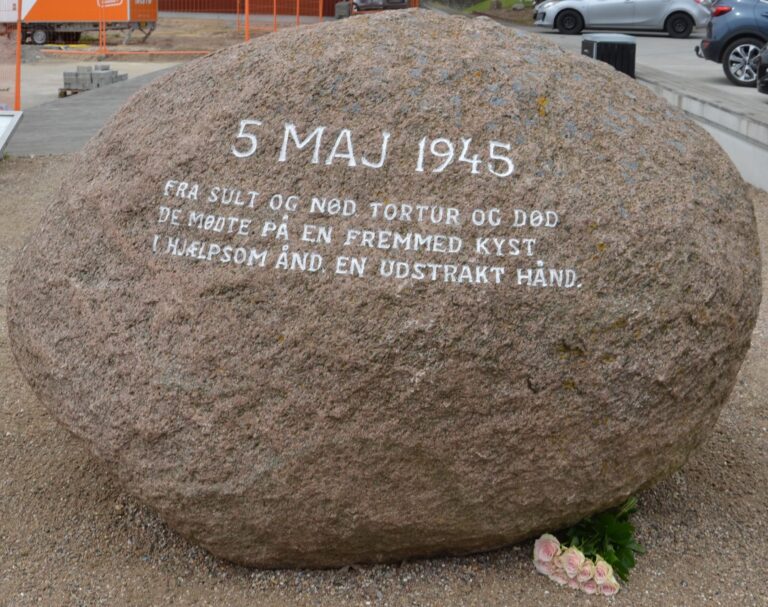 5 MAJ 1945
FRA SULT OG NØD. TORTUR OG DØD
DE MØDTE PÅ EN FREMMED KYST
I HJÆLPSOM ÅND. EN UDSTRAKT HÅND.